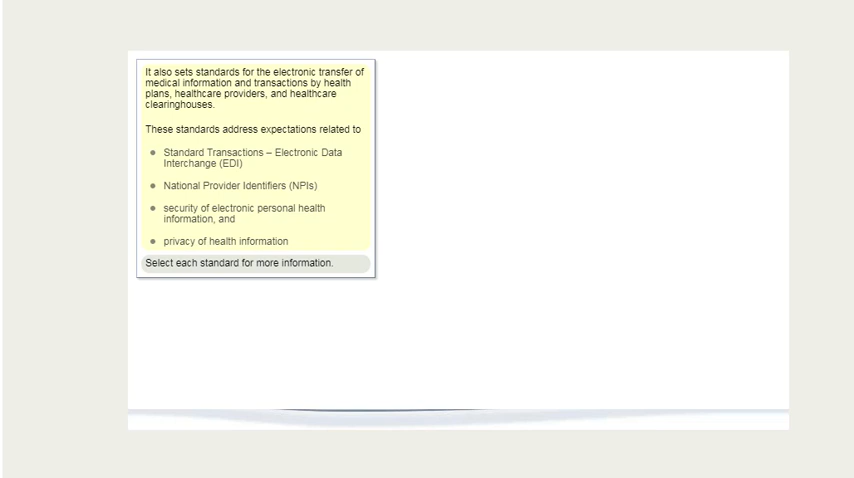 It also sets standards for the electronic transfer of
medical information and transactions by health
plans, healthcare providers, and healthcare
clearinghouses.
These standards address expectations related to
● Standard Transactions – Electronic Data
Interchange (EDI)
● National Provider Identifiers (NPIs)
● security of electronic personal health
information, and
● privacy of health information
Select each standard for more information.